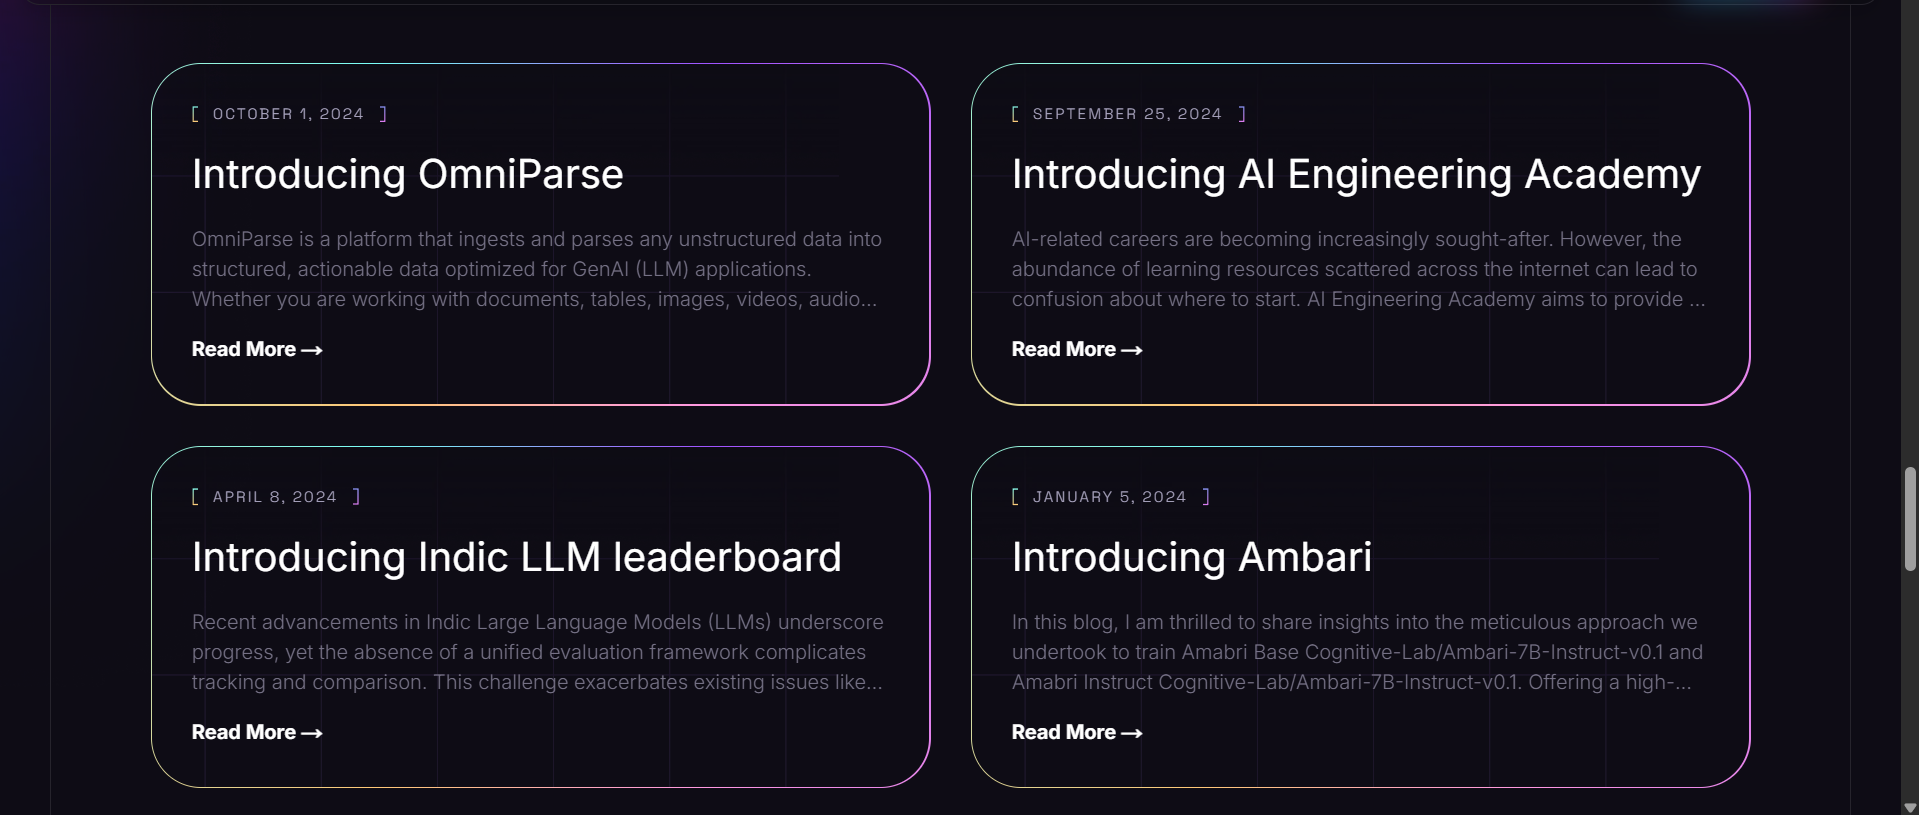 [ OCTOBER 1, 2024 ]
Introducing OmniParse
OmniParse is a platform that ingests and parses any unstructured data into
structured, actionable data optimized for GenAI (LLM) applications.
Whether you are working with documents, tables, images, videos, audio...
Read More →
[ SEPTEMBER 25, 2024 ]
Introducing AI Engineering Academy
AI-related careers are becoming increasingly sought-after. However, the
abundance of learning resources scattered across the internet can lead to
confusion about where to start. AI Engineering Academy aims to provide ...
Read More →
[ APRIL 8, 2024 ]
Introducing Indic LLM leaderboard
Recent advancements in Indic Large Language Models (LLMs) underscore
progress, yet the absence of a unified evaluation framework complicates
tracking and comparison. This challenge exacerbates existing issues like...
Read More →
[ JANUARY 5, 2024 ]
Introducing Ambari
In this blog, I am thrilled to share insights into the meticulous approach we
undertook to train Amabri Base Cognitive-Lab/Ambari-7B-Instruct-v0.1 and
Amabri Instruct Cognitive-Lab/Ambari-7B-Instruct-v0.1. Offering a high-...
Read More →